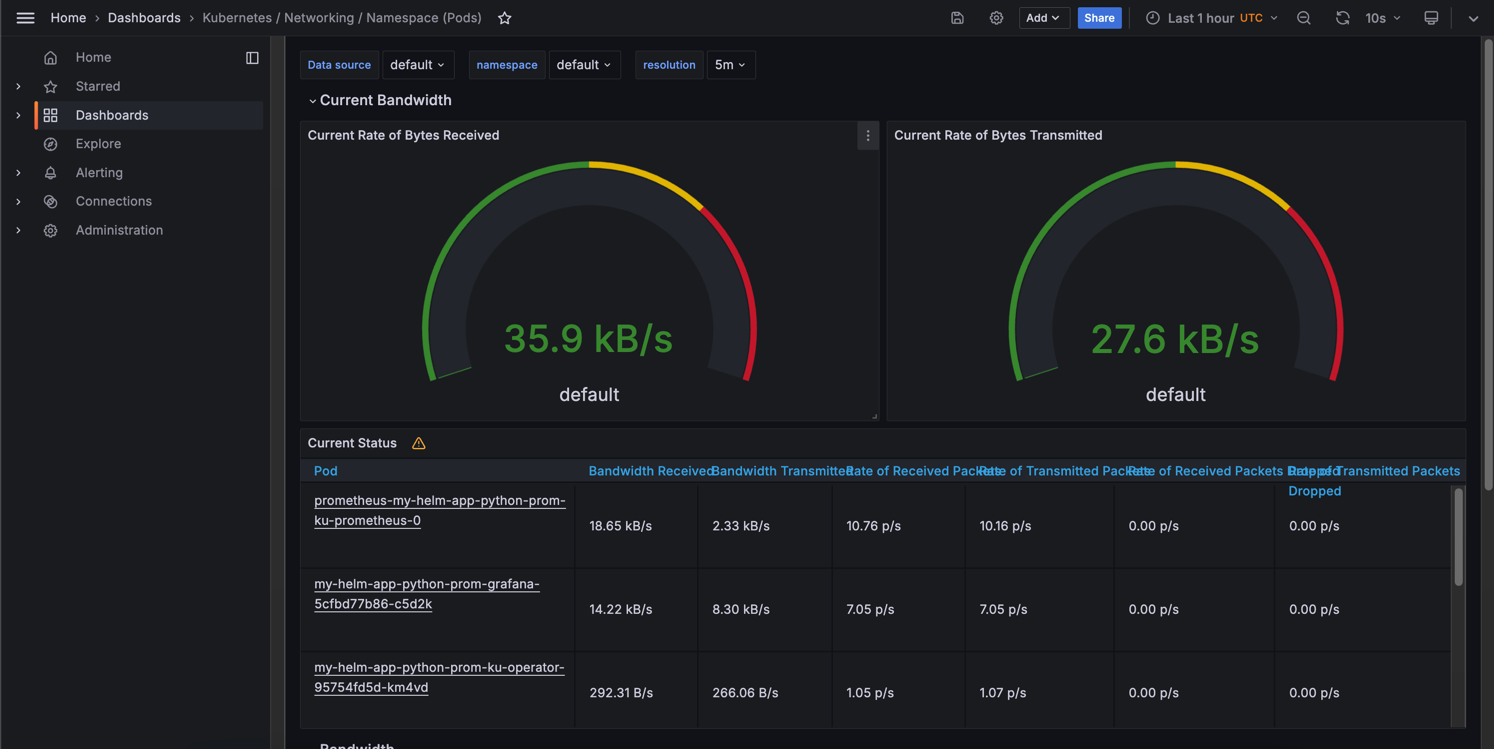 Home › Dashboards › Kubernetes / Networking / Namespace (Pods)
Add
Share
Last 1 hour UTC
10s
Home
Starred
Dashboards
Explore
Alerting
Connections
Administration
Data source default namespace default resolution 5m
Current Bandwidth
Current Rate of Bytes Received
35.9 kB/s
default
Current Rate of Bytes Transmitted
27.6 kB/s
default
Current Status
Pod Bandwidth Received Bandwidth Transmitted Rate of Received Packets Rate of Transmitted Packets Rate of Received Packets Dropped Rate of Transmitted Packets
Dropped
prometheus-my-helm-app-python-prom-
ku-prometheus-0
18.65 kB/s 2.33 kB/s 10.76 p/s 10.16 p/s 0.00 p/s 0.00 p/s
my-helm-app-python-prom-grafana-
5cfbd77b86-c5d2k
14.22 kB/s 8.30 kB/s 7.05 p/s 7.05 p/s 0.00 p/s 0.00 p/s
my-helm-app-python-prom-ku-operator-
95754fd5d-km4vd
292.31 B/s 266.06 B/s 1.05 p/s 1.07 p/s 0.00 p/s 0.00 p/s
Bandwidth